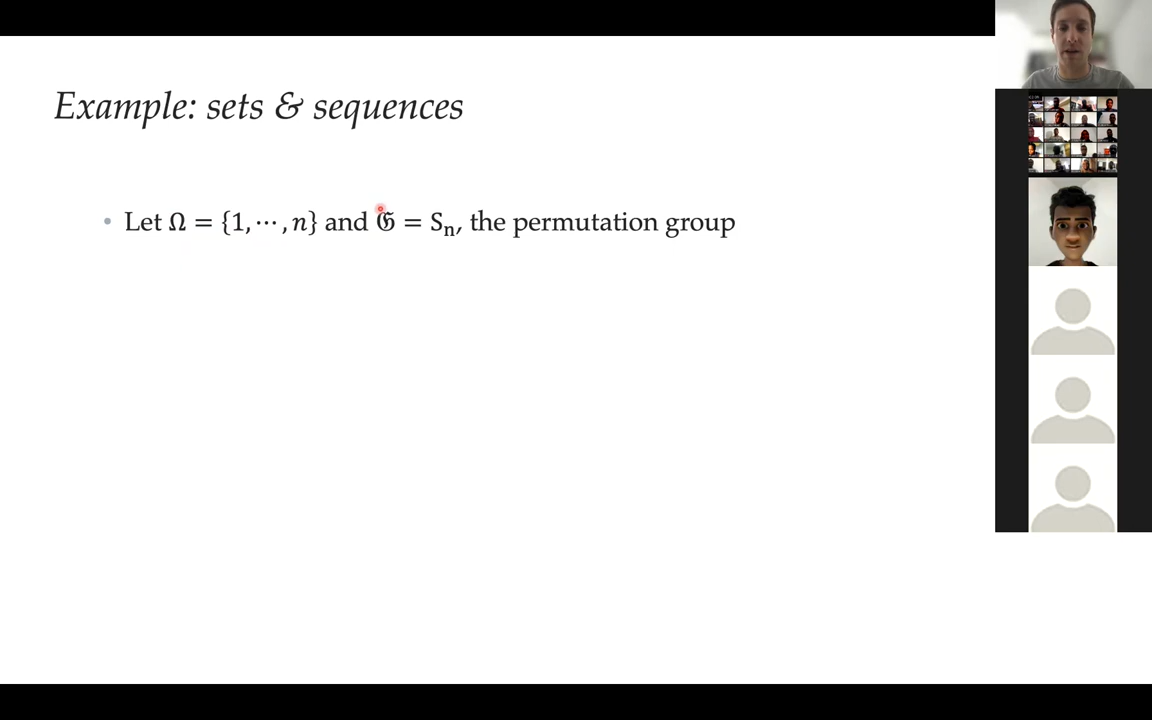 Example: sets & sequences
• Let Ω = {1, ⋯ , n} and 𝔊 = Sₙ, the permutation group